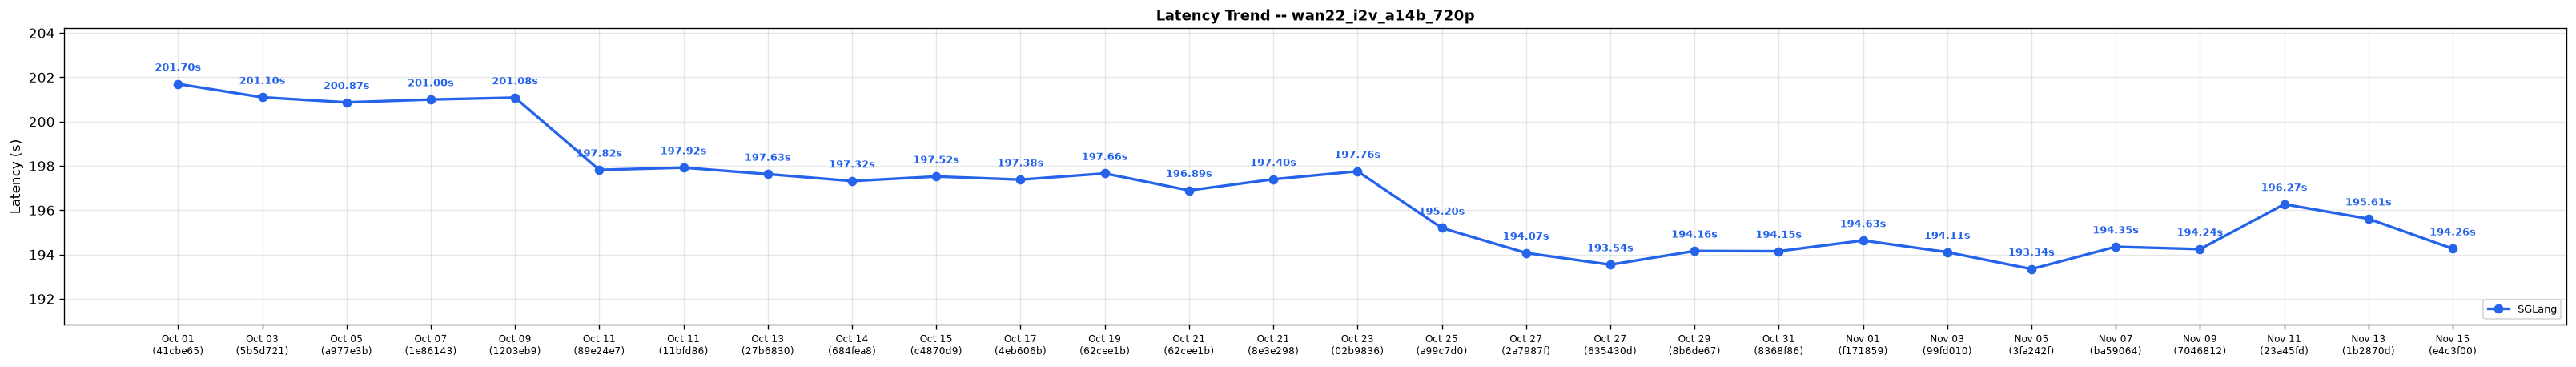 Latency Trend -- wan22_i2v_a14b_720p
Latency (s)
204
202
200
198
196
194
192
201.70s
201.10s
200.87s
201.00s
201.08s
197.82s
197.92s
197.63s
197.32s
197.52s
197.38s
197.66s
196.89s
197.40s
197.76s
195.20s
194.07s
193.54s
194.16s
194.15s
194.63s
194.11s
193.34s
194.35s
194.24s
196.27s
195.61s
194.26s
SGLang
Oct 01
(41cbe65)
Oct 03
(5b5d721)
Oct 05
(a977e3b)
Oct 07
(1e86143)
Oct 09
(1203eb9)
Oct 11
(89e24e7)
Oct 11
(11bfd86)
Oct 13
(27b6830)
Oct 14
(684fea8)
Oct 15
(c4870d9)
Oct 17
(4eb606b)
Oct 19
(62cee1b)
Oct 21
(62cee1b)
Oct 21
(8e3e298)
Oct 23
(02b9836)
Oct 25
(a99c7d0)
Oct 27
(2a7987f)
Oct 27
(635430d)
Oct 29
(8b6de67)
Oct 31
(8368f86)
Nov 01
(f171859)
Nov 03
(99fd010)
Nov 05
(3fa242f)
Nov 07
(ba59064)
Nov 09
(7046812)
Nov 11
(23a45fd)
Nov 13
(1b2870d)
Nov 15
(e4c3f00)